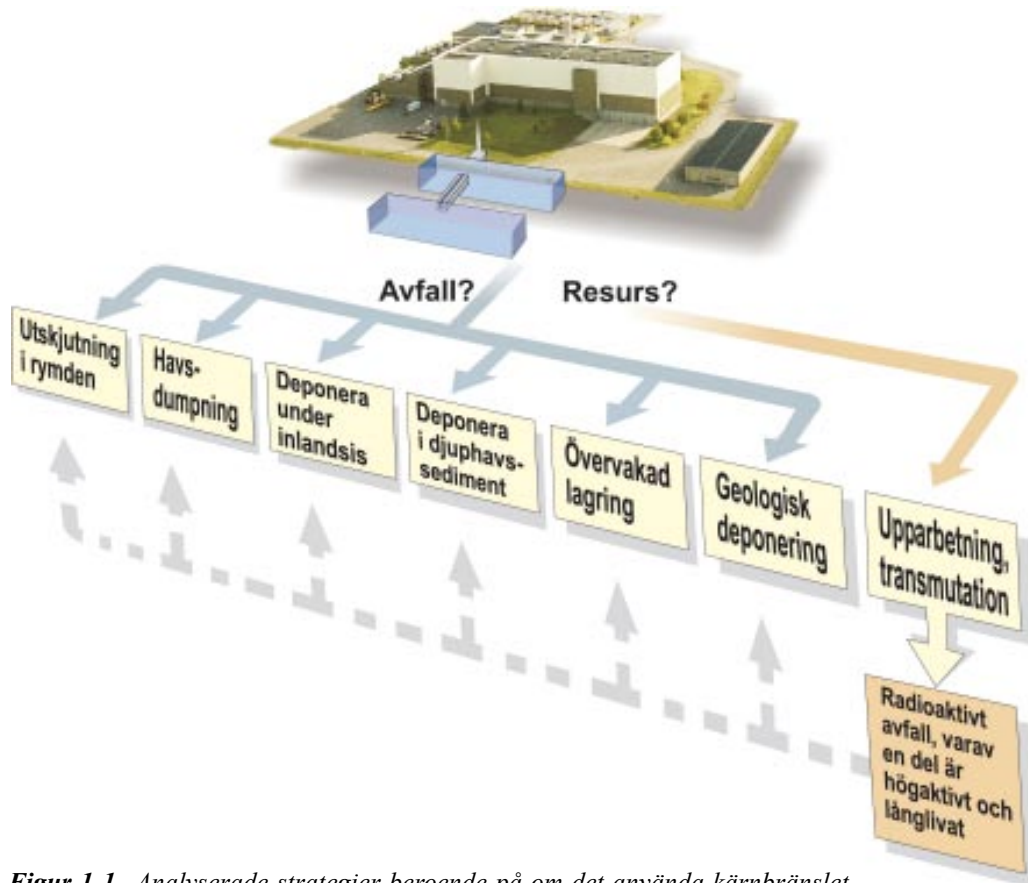 Avfall?
Resurs?
Utskjutning
i rymden
Havs-
dumpning
Deponera
under
inlandsis
Deponera
i djuphavs-
sediment
Övervakad
lagring
Geologisk
deponering
Upparbetning,
transmutation
Radioaktivt
avfall, varav
en del är
högaktivt och
långlivat
Figur 1-1. Analyserade strategier beroende på om det använda kärnbränslet